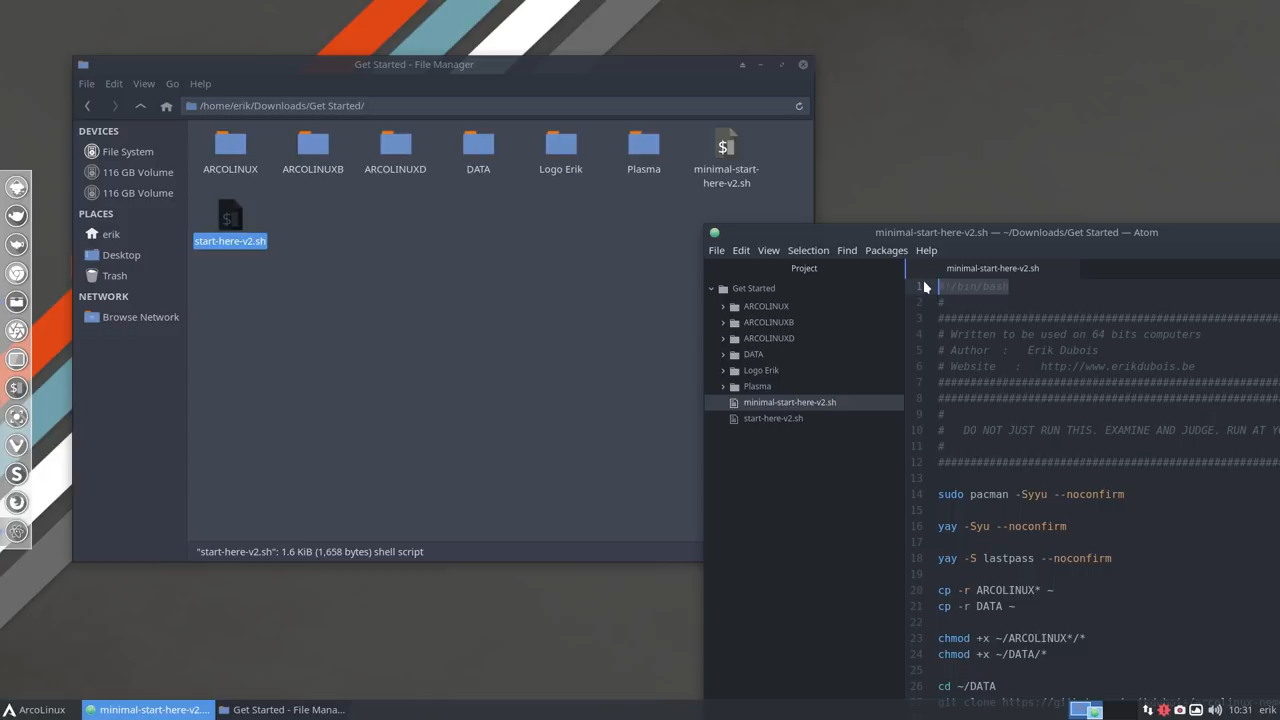 Get Started - File Manager
File Edit View Go Help
/home/erik/Downloads/Get Started/
DEVICES
File System
116 GB Volume
116 GB Volume
PLACES
erik
Desktop
Trash
NETWORK
Browse Network
ARCOLINUX ARCOLINUXB ARCOLINUXD DATA Logo Erik Plasma minimal-start-
here-v2.sh
start-here-v2.sh
"start-here-v2.sh": 1.6 KiB (1,658 bytes) shell script
minimal-start-here-v2.sh — ~/Downloads/Get Started — Atom
File Edit View Selection Find Packages Help
Project
Get Started
ARCOLINUX
ARCOLINUXB
ARCOLINUXD
DATA
Logo Erik
Plasma
minimal-start-here-v2.sh
start-here-v2.sh
minimal-start-here-v2.sh
1 #!/bin/bash
2 #
3 #####################################################
4 # Written to be used on 64 bits computers
5 # Author : Erik Dubois
6 # Website : http://www.erikdubois.be
7 #####################################################
8 #####################################################
9 #
10 # DO NOT JUST RUN THIS. EXAMINE AND JUDGE. RUN AT Y
11 #
12 #####################################################
13
14 sudo pacman -Syyu --noconfirm
15
16 yay -Syu --noconfirm
17
18 yay -S lastpass --noconfirm
19
20 cp -r ARCOLINUX* ~
21 cp -r DATA ~
22
23 chmod +x ~/ARCOLINUX*/*
24 chmod +x ~/DATA/*
25
26 cd ~/DATA
git clone
ArcoLinux minimal-start-here-v2.... Get Started - File Mana... 10:31 erik